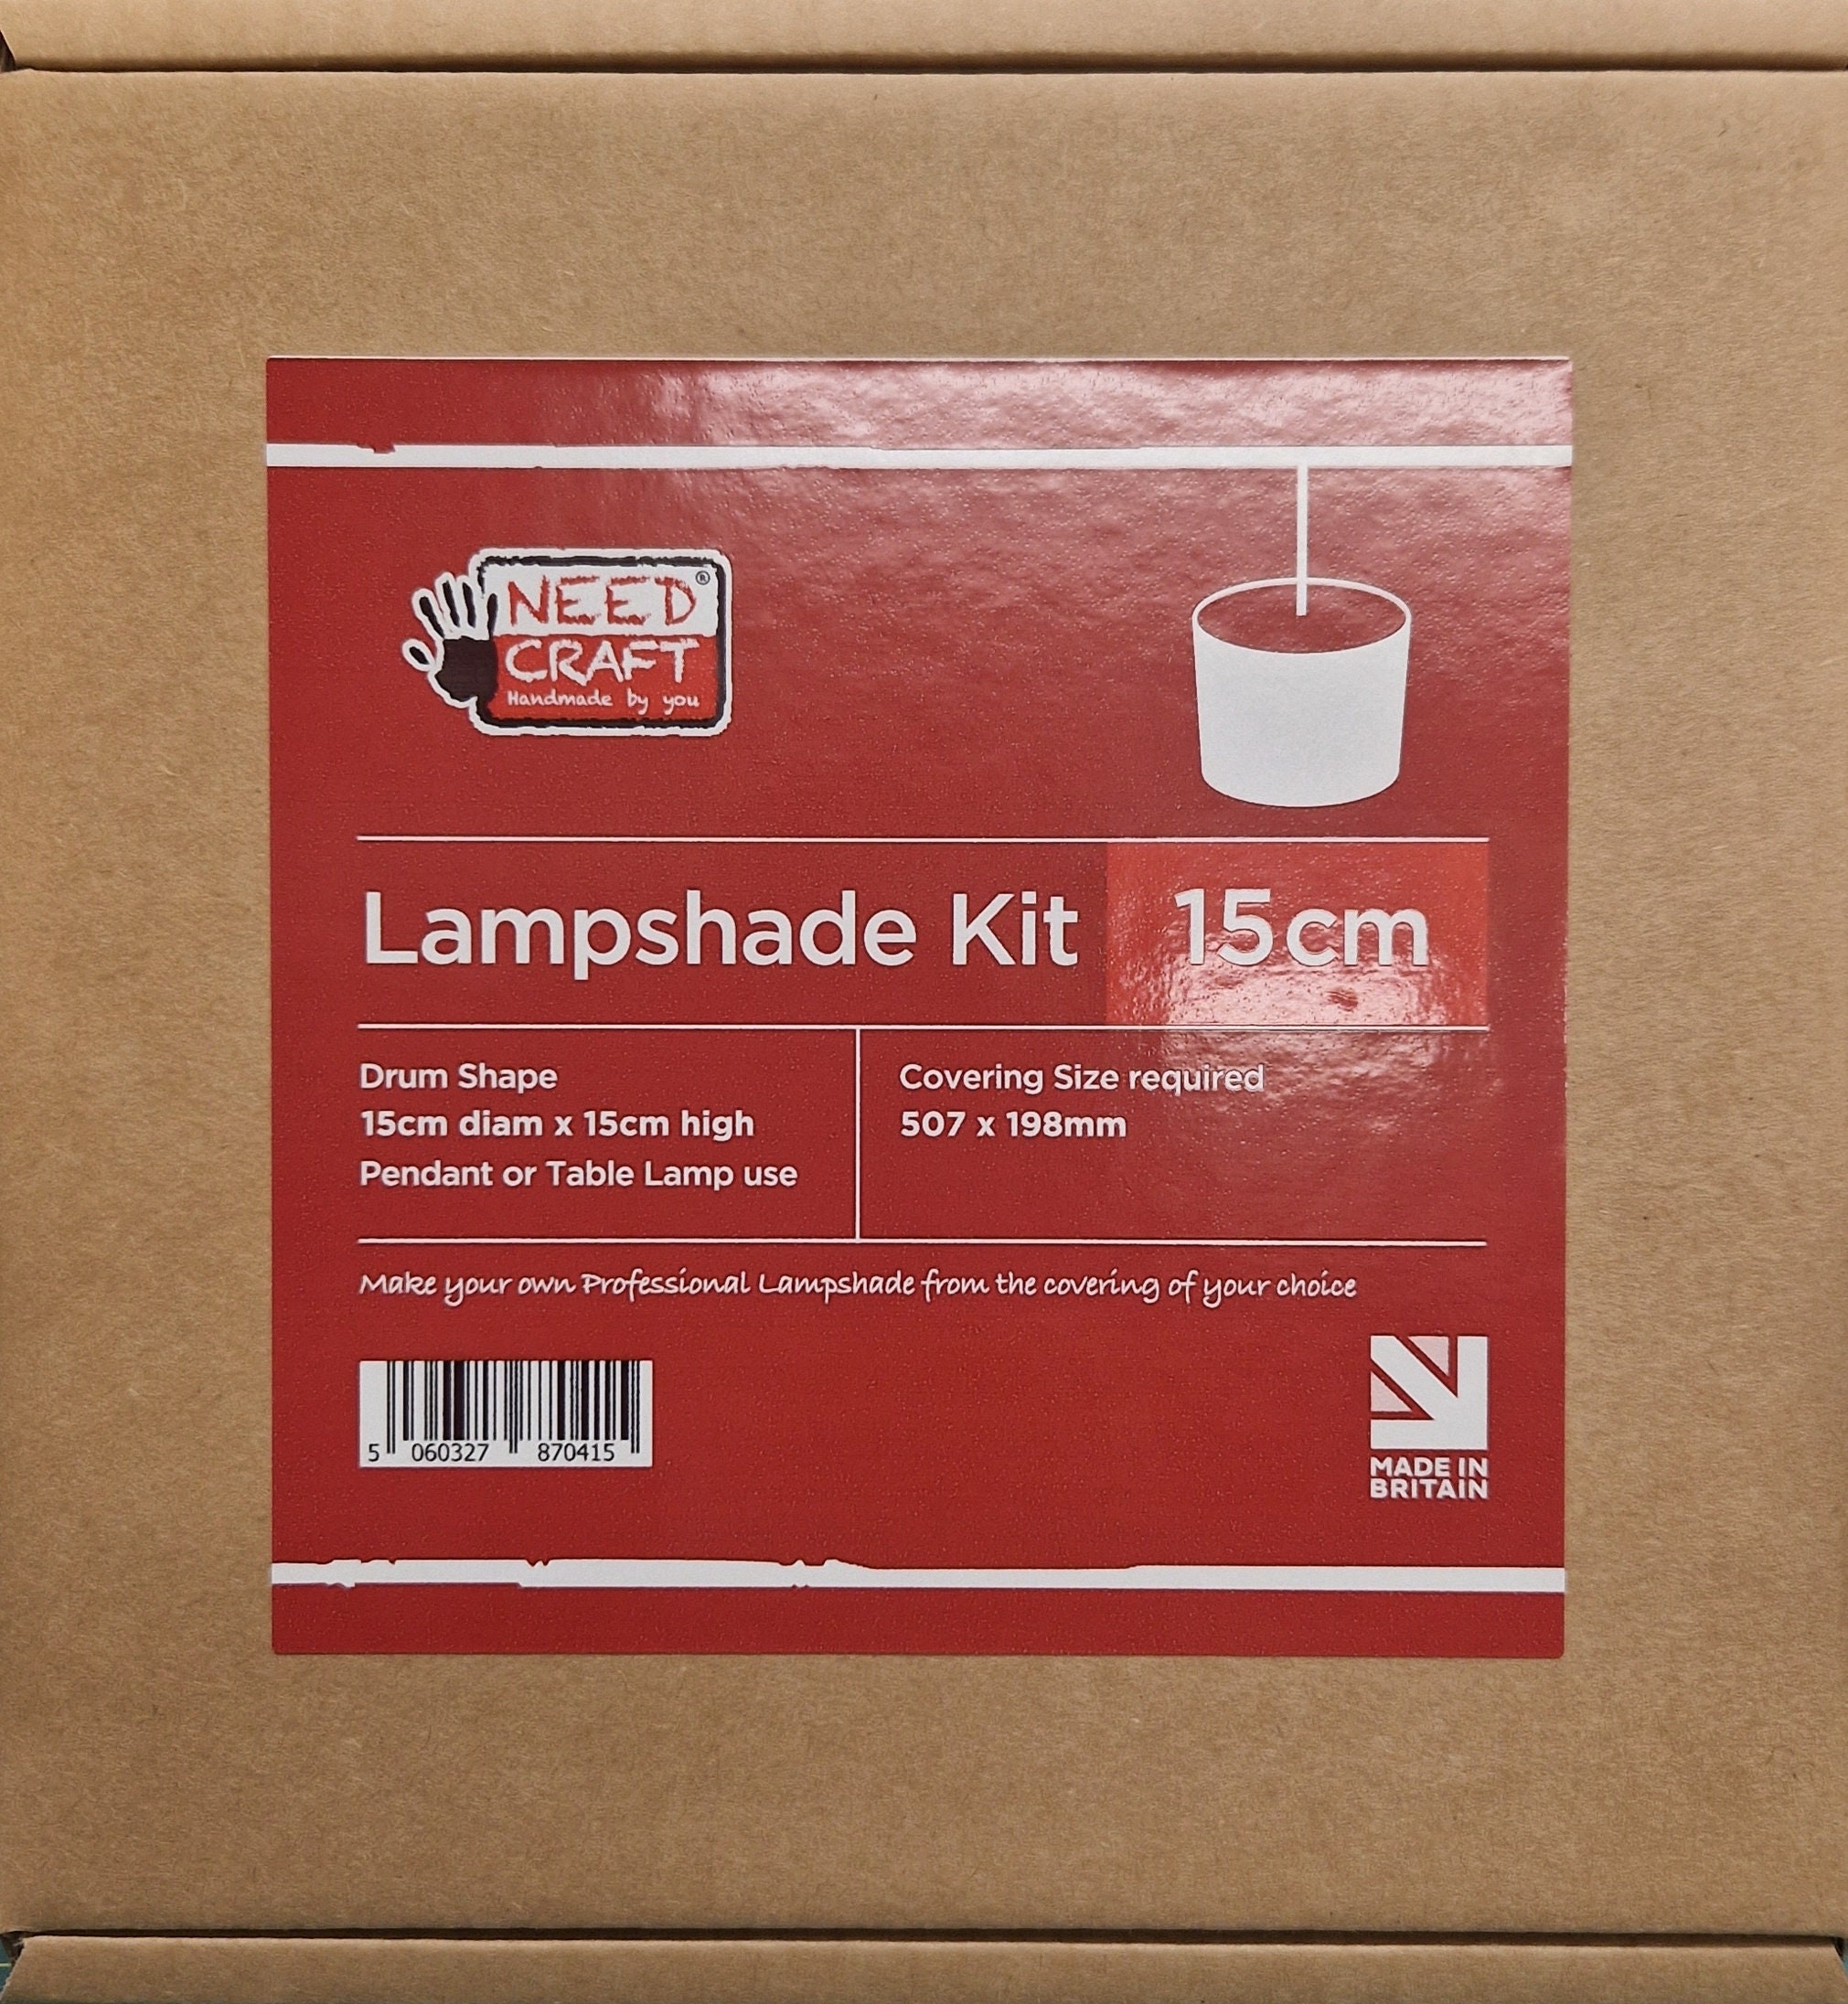 NEED®
CRAFT
Handmade by you
Lampshade Kit 15cm
Drum Shape
15cm diam x 15cm high
Pendant or Table Lamp use
Covering Size required
507 x 198mm
Make your own Professional Lampshade from the covering of your choice
5 060327 870415
MADE IN
BRITAIN